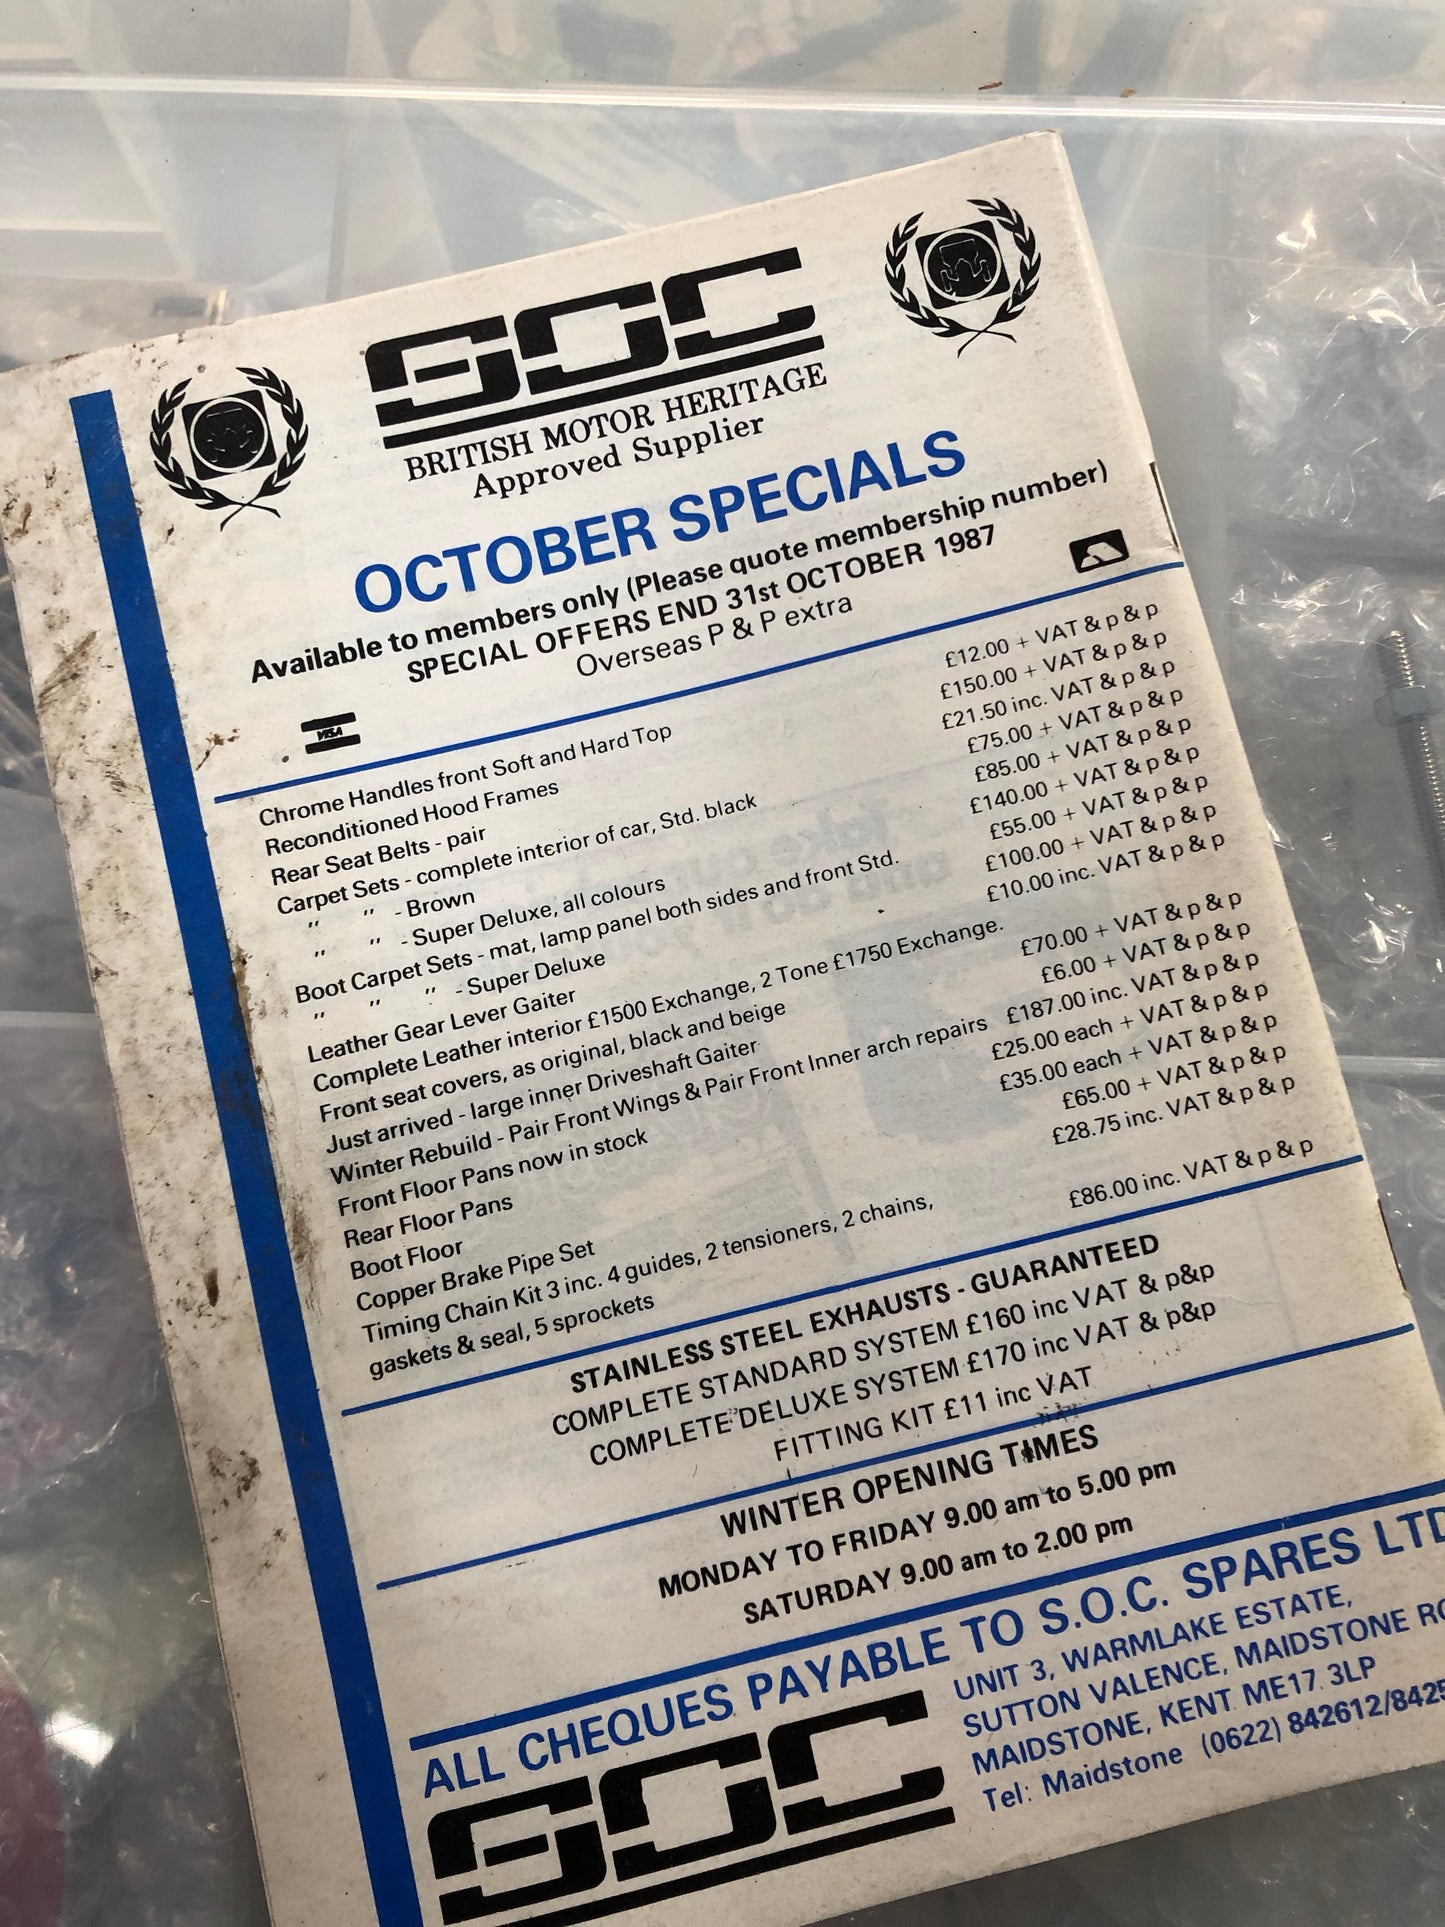 SOC
BRITISH MOTOR HERITAGE
Approved Supplier
OCTOBER SPECIALS
Available to members only (Please quote membership number)
SPECIAL OFFERS END 31st OCTOBER 1987
Overseas P & P extra
VISA
Chrome Handles front Soft and Hard Top £12.00 + VAT & p & p
Reconditioned Hood Frames £150.00 + VAT & p & p
Rear Seat Belts - pair £21.50 inc. VAT & p & p
Carpet Sets - complete interior of car, Std. black £75.00 + VAT & p & p
" " - Brown £85.00 + VAT & p & p
" " - Super Deluxe, all colours £140.00 + VAT & p & p
Boot Carpet Sets - mat, lamp panel both sides and front Std. £55.00 + VAT & p & p
" " " - Super Deluxe £100.00 + VAT & p & p
Leather Gear Lever Gaiter £10.00 inc. VAT & p & p
Complete Leather interior £1500 Exchange, 2 Tone £1750 Exchange.
Front seat covers, as original, black and beige £70.00 + VAT & p & p
Just arrived - large inner Driveshaft Gaiter £6.00 + VAT & p & p
Winter Rebuild - Pair Front Wings & Pair Front Inner arch repairs £187.00 inc. VAT & p & p
Front Floor Pans now in stock £25.00 each + VAT & p & p
Rear Floor Pans £35.00 each + VAT & p & p
Boot Floor £65.00 + VAT & p & p
Copper Brake Pipe Set £28.75 inc. VAT & p & p
Timing Chain Kit 3 inc. 4 guides, 2 tensioners, 2 chains,
gaskets & seal, 5 sprockets £86.00 inc. VAT & p & p
STAINLESS STEEL EXHAUSTS - GUARANTEED
COMPLETE STANDARD SYSTEM £160 inc VAT & p&p
COMPLETE DELUXE SYSTEM £170 inc VAT & p&p
FITTING KIT £11 inc VAT
WINTER OPENING TIMES
MONDAY TO FRIDAY 9.00 am to 5.00 pm
SATURDAY 9.00 am to 2.00 pm
ALL CHEQUES PAYABLE TO S.O.C. SPARES LTD
SOC
UNIT 3, WARMLAKE ESTATE,
SUTTON VALENCE, MAIDSTONE
MAIDSTONE, KENT ME17 3LP
Tel: Maidstone (0622) 842612/